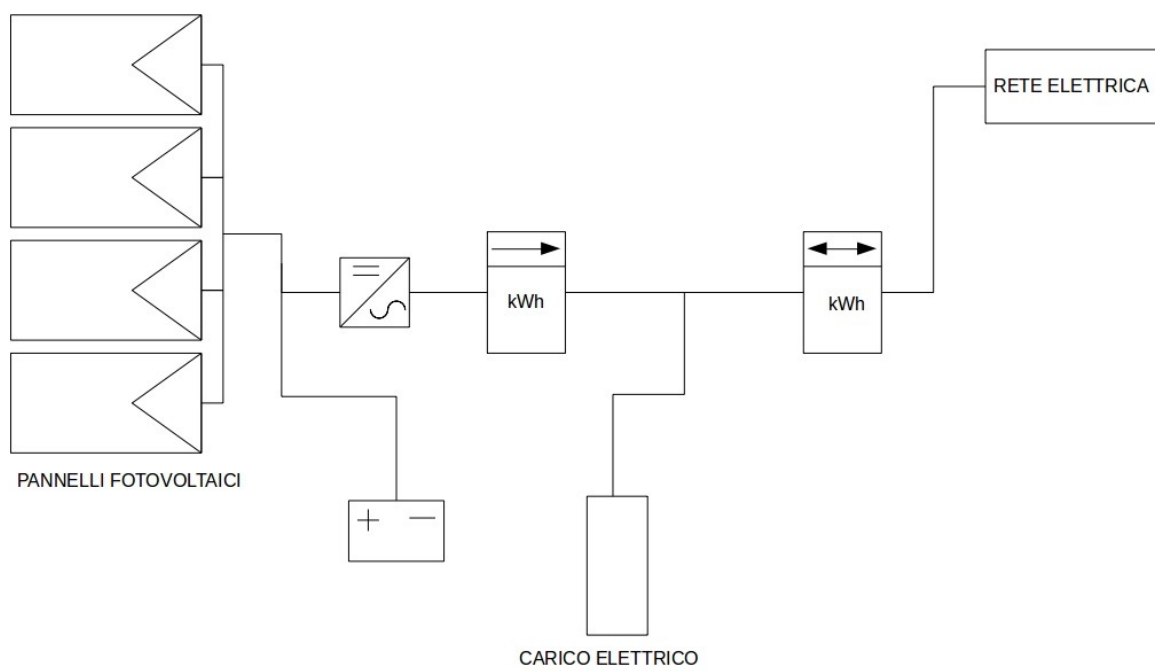 RETE ELETTRICA
kWh
kWh
PANNELLI FOTOVOLTAICI
+ −
CARICO ELETTRICO